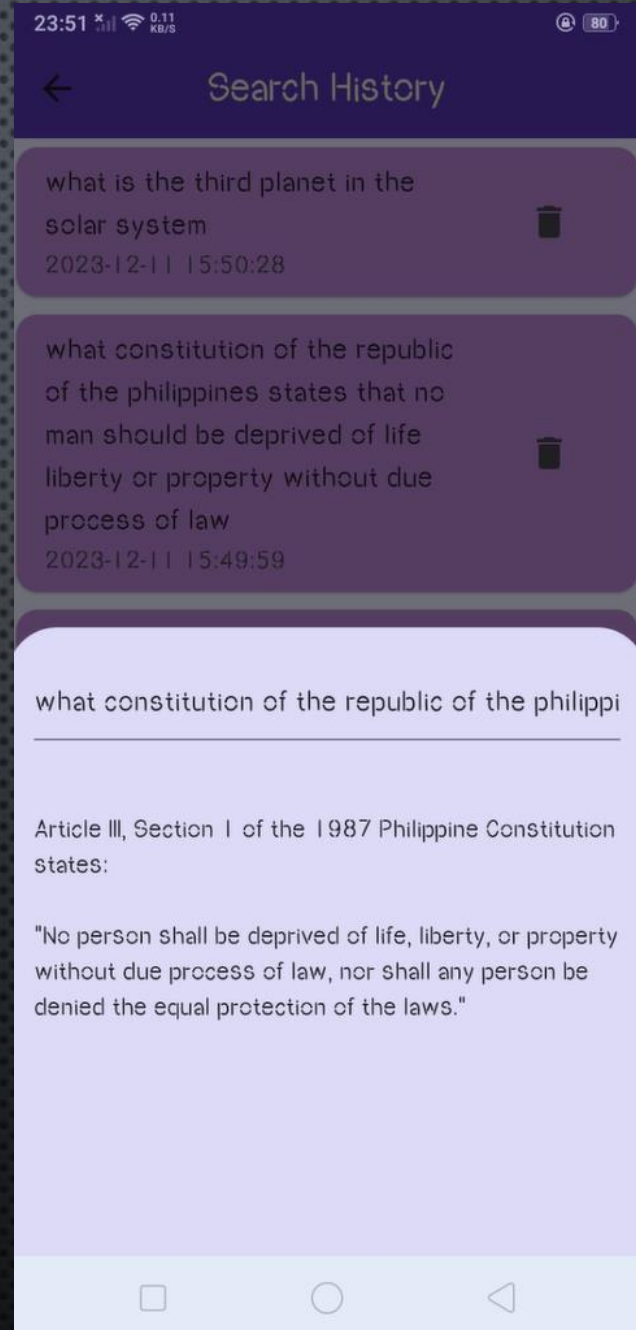 23:51 x 0.11 KB/S 80
Search History
what is the third planet in the
solar system
2023-12-11 15:50:28
what constitution of the republic
of the philippines states that no
man should be deprived of life
liberty or property without due
process of law
2023-12-11 15:49:59
what constitution of the republic of the philippi
Article III, Section 1 of the 1987 Philippine Constitution
states:
"No person shall be deprived of life, liberty, or property
without due process of law, nor shall any person be
denied the equal protection of the laws."